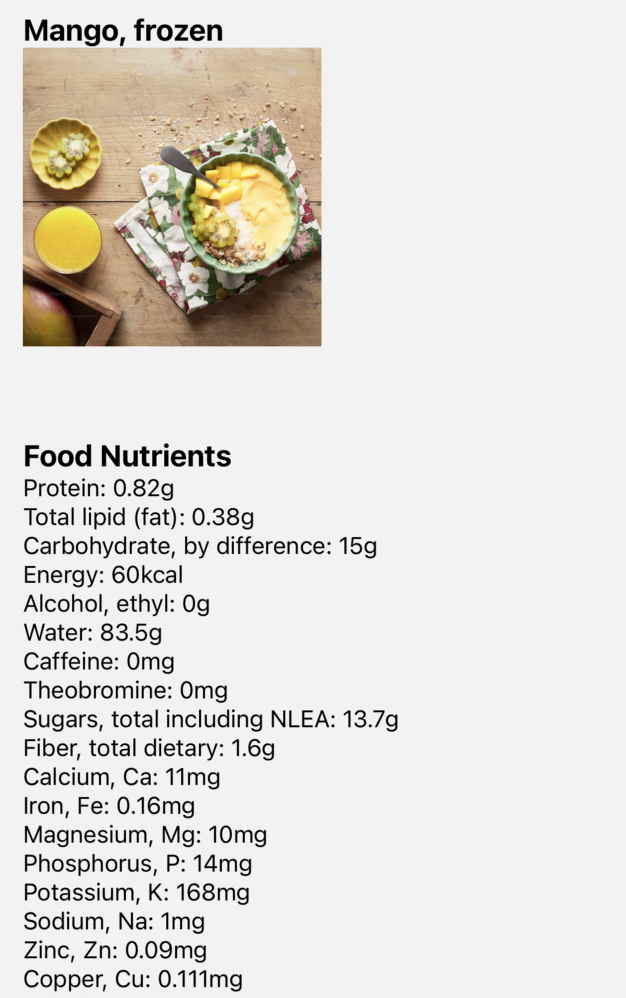 Mango, frozen
Food Nutrients
Protein: 0.82g
Total lipid (fat): 0.38g
Carbohydrate, by difference: 15g
Energy: 60kcal
Alcohol, ethyl: 0g
Water: 83.5g
Caffeine: 0mg
Theobromine: 0mg
Sugars, total including NLEA: 13.7g
Fiber, total dietary: 1.6g
Calcium, Ca: 11mg
Iron, Fe: 0.16mg
Magnesium, Mg: 10mg
Phosphorus, P: 14mg
Potassium, K: 168mg
Sodium, Na: 1mg
Zinc, Zn: 0.09mg
Copper, Cu: 0.111mg